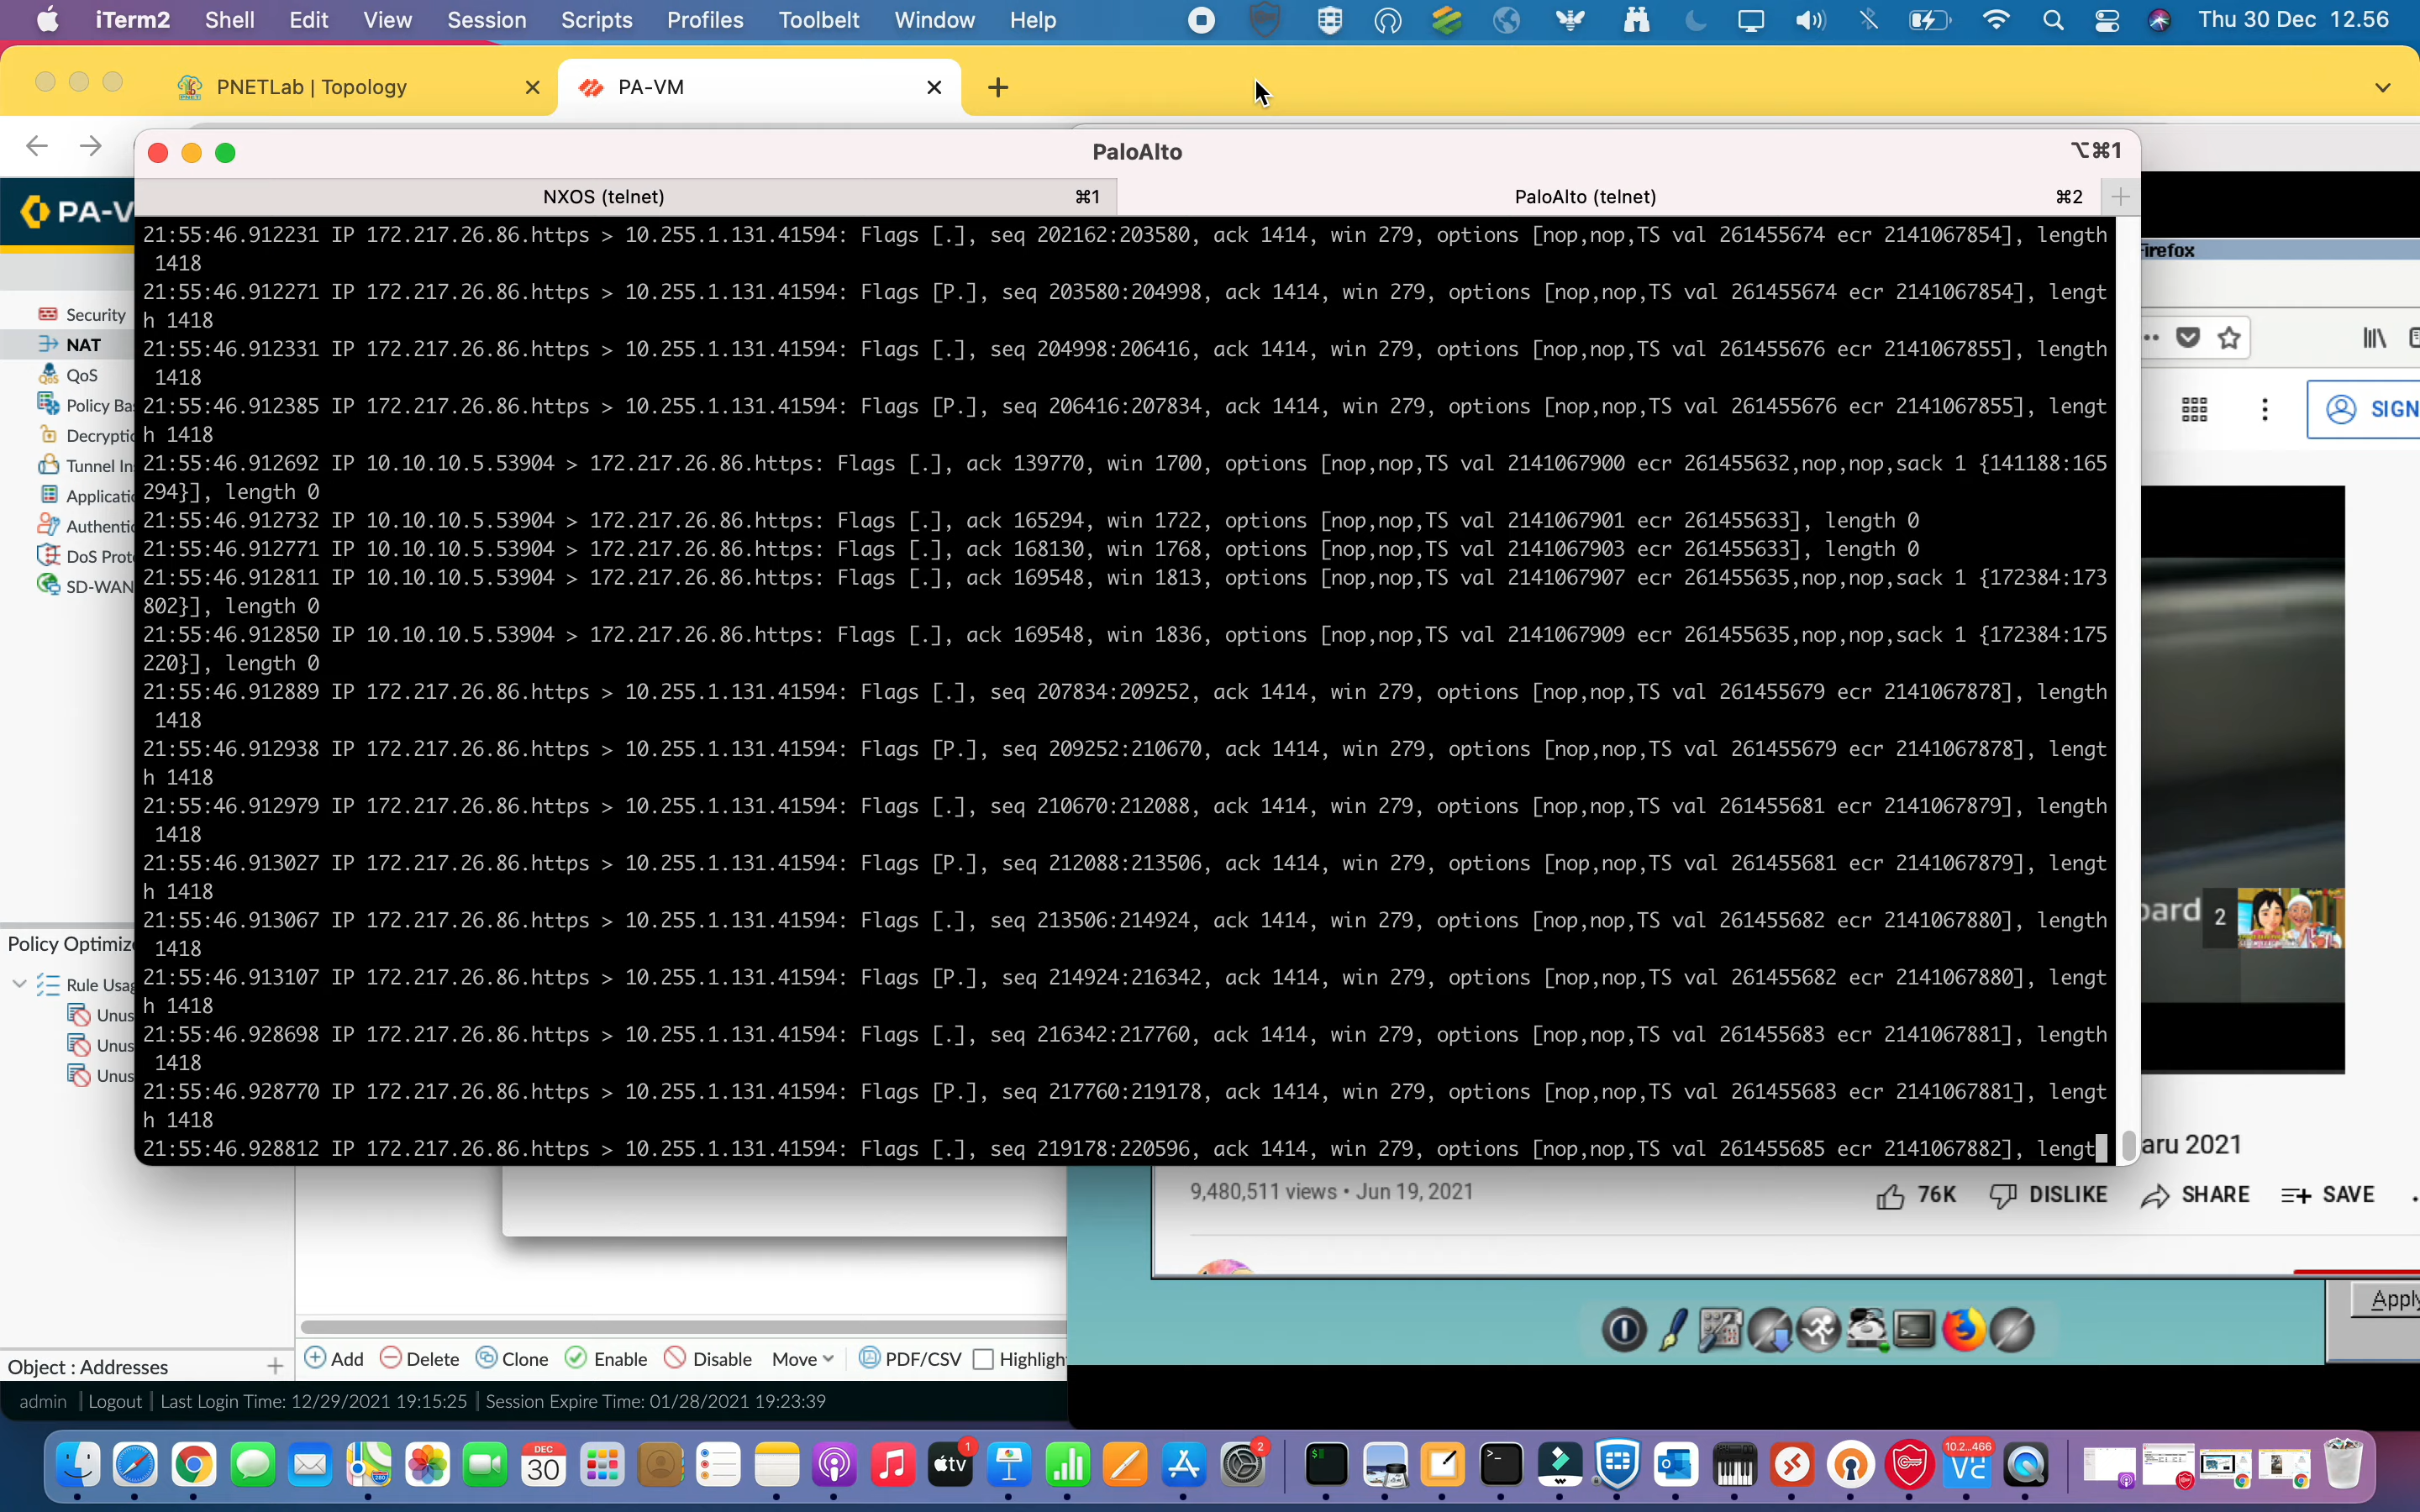 iTerm2 Shell Edit View Session Scripts Profiles Toolbelt Window Help Thu 30 Dec 12.56
PNETLab | Topology
PA-VM
PaloAlto
⌥⌘1
NXOS (telnet) ⌘1
PaloAlto (telnet) ⌘2
21:55:46.912231 IP 172.217.26.86.https > 10.255.1.131.41594: Flags [.], seq 202162:203580, ack 1414, win 279, options [nop,nop,TS val 261455674 ecr 2141067854], length
1418
21:55:46.912271 IP 172.217.26.86.https > 10.255.1.131.41594: Flags [P.], seq 203580:204998, ack 1414, win 279, options [nop,nop,TS val 261455674 ecr 2141067854], lengt
h 1418
21:55:46.912331 IP 172.217.26.86.https > 10.255.1.131.41594: Flags [.], seq 204998:206416, ack 1414, win 279, options [nop,nop,TS val 261455676 ecr 2141067855], length
1418
21:55:46.912385 IP 172.217.26.86.https > 10.255.1.131.41594: Flags [P.], seq 206416:207834, ack 1414, win 279, options [nop,nop,TS val 261455676 ecr 2141067855], lengt
h 1418
21:55:46.912692 IP 10.10.10.5.53904 > 172.217.26.86.https: Flags [.], ack 139770, win 1700, options [nop,nop,TS val 2141067900 ecr 261455632,nop,nop,sack 1 {141188:165
294}], length 0
21:55:46.912732 IP 10.10.10.5.53904 > 172.217.26.86.https: Flags [.], ack 165294, win 1722, options [nop,nop,TS val 2141067901 ecr 261455633], length 0
21:55:46.912771 IP 10.10.10.5.53904 > 172.217.26.86.https: Flags [.], ack 168130, win 1768, options [nop,nop,TS val 2141067903 ecr 261455633], length 0
21:55:46.912811 IP 10.10.10.5.53904 > 172.217.26.86.https: Flags [.], ack 169548, win 1813, options [nop,nop,TS val 2141067907 ecr 261455635,nop,nop,sack 1 {172384:173
802}], length 0
21:55:46.912850 IP 10.10.10.5.53904 > 172.217.26.86.https: Flags [.], ack 169548, win 1836, options [nop,nop,TS val 2141067909 ecr 261455635,nop,nop,sack 1 {172384:175
220}], length 0
21:55:46.912889 IP 172.217.26.86.https > 10.255.1.131.41594: Flags [.], seq 207834:209252, ack 1414, win 279, options [nop,nop,TS val 261455679 ecr 2141067878], length
1418
21:55:46.912938 IP 172.217.26.86.https > 10.255.1.131.41594: Flags [P.], seq 209252:210670, ack 1414, win 279, options [nop,nop,TS val 261455679 ecr 2141067878], lengt
h 1418
21:55:46.912979 IP 172.217.26.86.https > 10.255.1.131.41594: Flags [.], seq 210670:212088, ack 1414, win 279, options [nop,nop,TS val 261455681 ecr 2141067879], length
1418
21:55:46.913027 IP 172.217.26.86.https > 10.255.1.131.41594: Flags [P.], seq 212088:213506, ack 1414, win 279, options [nop,nop,TS val 261455681 ecr 2141067879], lengt
h 1418
21:55:46.913067 IP 172.217.26.86.https > 10.255.1.131.41594: Flags [.], seq 213506:214924, ack 1414, win 279, options [nop,nop,TS val 261455682 ecr 2141067880], length
1418
21:55:46.913107 IP 172.217.26.86.https > 10.255.1.131.41594: Flags [P.], seq 214924:216342, ack 1414, win 279, options [nop,nop,TS val 261455682 ecr 2141067880], lengt
h 1418
21:55:46.928698 IP 172.217.26.86.https > 10.255.1.131.41594: Flags [.], seq 216342:217760, ack 1414, win 279, options [nop,nop,TS val 261455683 ecr 2141067881], length
1418
21:55:46.928770 IP 172.217.26.86.https > 10.255.1.131.41594: Flags [P.], seq 217760:219178, ack 1414, win 279, options [nop,nop,TS val 261455683 ecr 2141067881], lengt
h 1418
21:55:46.928812 IP 172.217.26.86.https > 10.255.1.131.41594: Flags [.], seq 219178:220596, ack 1414, win 279, options [nop,nop,TS val 261455685 ecr 2141067882], lengt
PA-V
Security
NAT
QoS
Policy Ba
Decryptio
Tunnel In
Applicatio
Authentic
DoS Prote
SD-WAN
Policy Optimize
Rule Usag
Unus
Unus
Unus
Object : Addresses
Add Delete Clone Enable Disable Move PDF/CSV Highligh
admin | Logout | Last Login Time: 12/29/2021 19:15:25 | Session Expire Time: 01/28/2021 19:23:39
Firefox
SIGN
oard 2
aru 2021
9,480,511 views • Jun 19, 2021
76K DISLIKE SHARE SAVE
Apply
DEC
30
tv
1
2
10.2...466